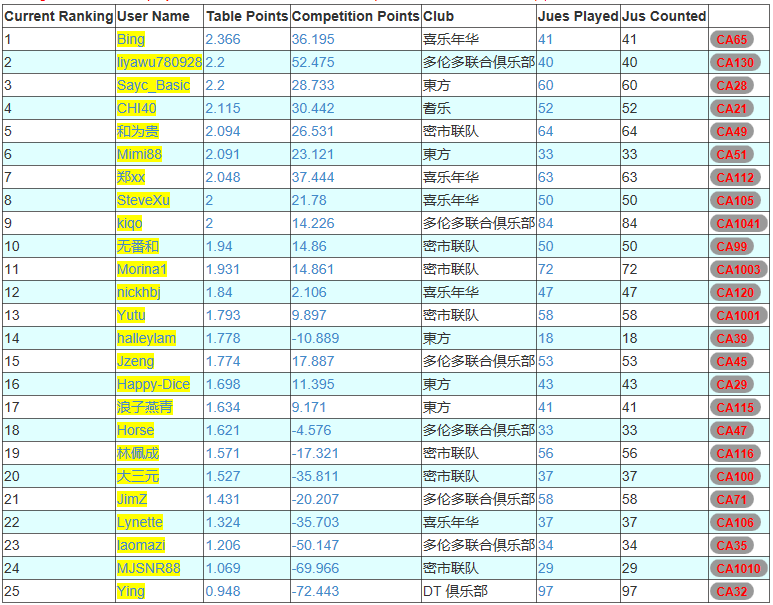 Current Ranking User Name Table Points Competition Points Club Jues Played Jus Counted
1 Bing 2.366 36.195 喜乐年华 41 41 CA65
2 liyawu780928 2.2 52.475 多伦多联合俱乐部 40 40 CA130
3 Sayc_Basic 2.2 28.733 東方 60 60 CA28
4 CHI40 2.115 30.442 耆乐 52 52 CA21
5 和为贵 2.094 26.531 密市联队 64 64 CA49
6 Mimi88 2.091 23.121 東方 33 33 CA51
7 郑xx 2.048 37.444 喜乐年华 63 63 CA112
8 SteveXu 2 21.78 喜乐年华 50 50 CA105
9 kiqo 2 14.226 多伦多联合俱乐部 84 84 CA1041
10 无番和 1.94 14.86 密市联队 50 50 CA99
11 Morina1 1.931 14.861 密市联队 72 72 CA1003
12 nickhbj 1.84 2.106 喜乐年华 47 47 CA120
13 Yutu 1.793 9.897 密市联队 58 58 CA1001
14 halleylam 1.778 -10.889 東方 18 18 CA39
15 Jzeng 1.774 17.887 多伦多联合俱乐部 53 53 CA45
16 Happy-Dice 1.698 11.395 東方 43 43 CA29
17 浪子燕青 1.634 9.171 東方 41 41 CA115
18 Horse 1.621 -4.576 多伦多联合俱乐部 33 33 CA47
19 林佩成 1.571 -17.321 密市联队 56 56 CA116
20 大三元 1.527 -35.811 密市联队 37 37 CA100
21 JimZ 1.431 -20.207 多伦多联合俱乐部 58 58 CA71
22 Lynette 1.324 -35.703 喜乐年华 37 37 CA106
23 laomazi 1.206 -50.147 多伦多联合俱乐部 34 34 CA35
24 MJSNR88 1.069 -69.966 密市联队 29 29 CA1010
25 Ying 0.948 -72.443 DT 俱乐部 97 97 CA32